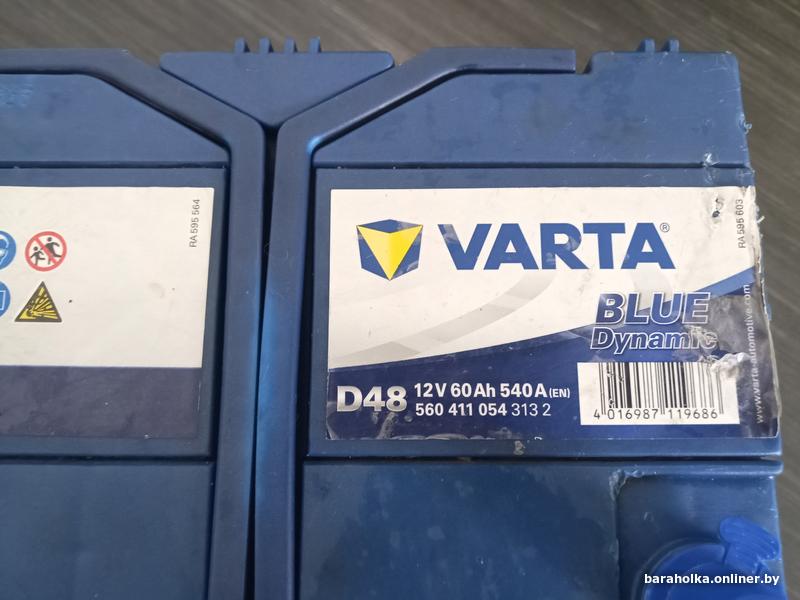 RA 595 564
RA 595 603
VARTA®
BLUE
Dynamic
www.varta-automotive.com
D48 12V 60Ah 540A (EN)
560 411 054 313 2
4 016987 119686
baraholka.onliner.by